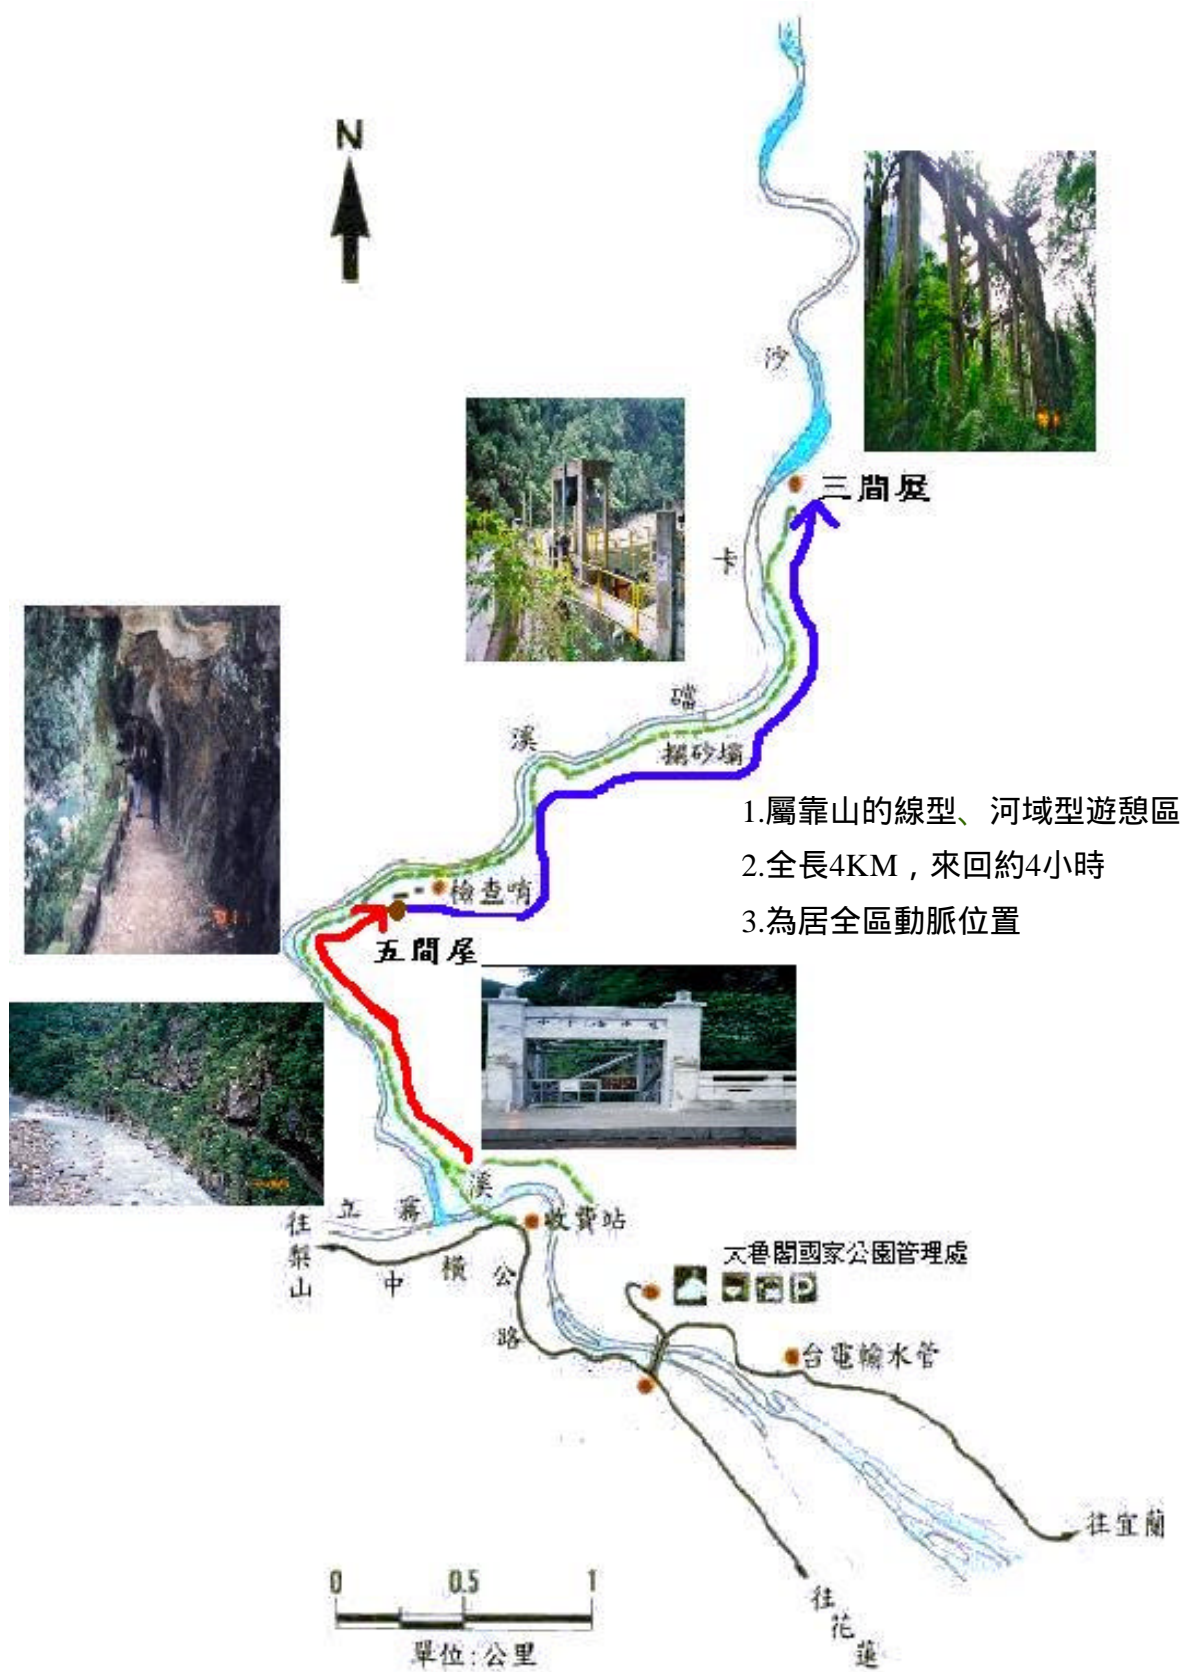 N
沙
三間屋
卡
礑
溪
攔砂壩
1.屬靠山的線型、河域型遊憩區
2.全長4KM，來回約4小時
3.為居全區動脈位置
檢查哨
五間屋
溪
立霧
收費站
往梨山
中橫公路
太魯閣國家公園管理處
P
台電輸水管
往宜蘭
往花蓮
0 0.5 1
單位:公里